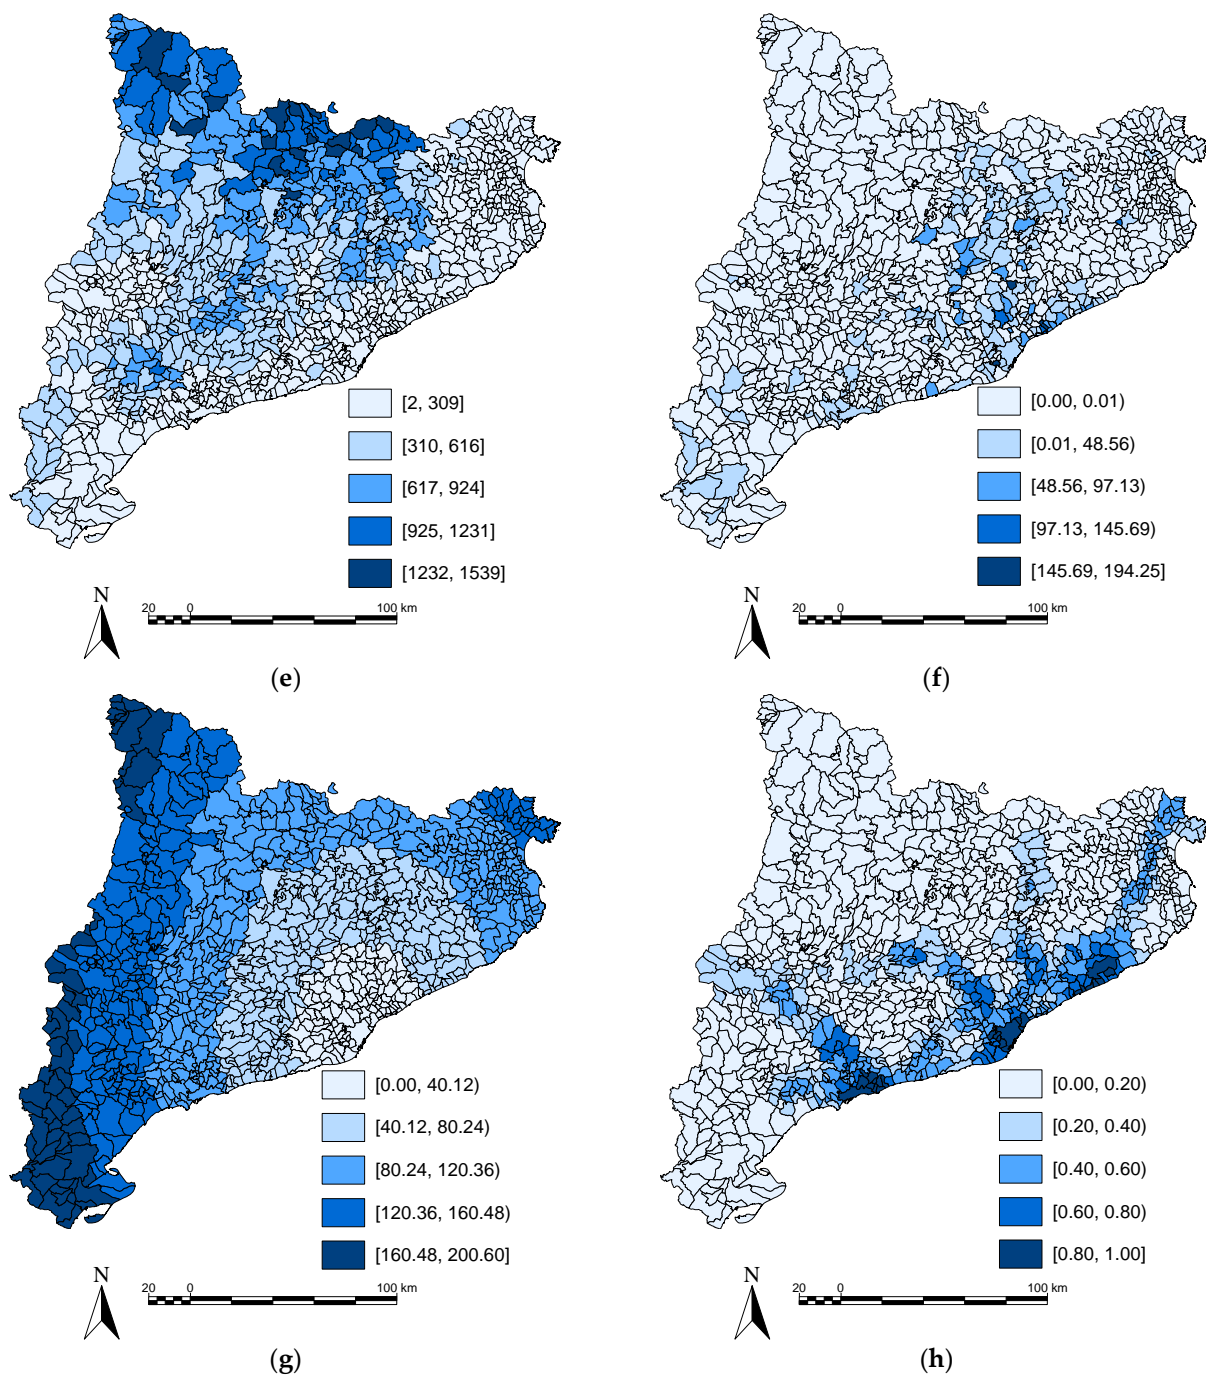 [2, 309]
[310, 616]
[617, 924]
[925, 1231]
[1232, 1539]
N
20 0 100 km
(e)
[0.00, 0.01)
[0.01, 48.56)
[48.56, 97.13)
[97.13, 145.69)
[145.69, 194.25]
N
20 0 100 km
(f)
[0.00, 40.12)
[40.12, 80.24)
[80.24, 120.36)
[120.36, 160.48)
[160.48, 200.60]
N
20 0 100 km
(g)
[0.00, 0.20)
[0.20, 0.40)
[0.40, 0.60)
[0.60, 0.80)
[0.80, 1.00]
N
20 0 100 km
(h)